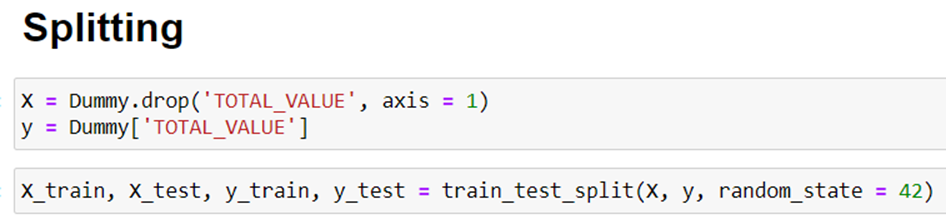 Splitting
X = Dummy.drop('TOTAL_VALUE', axis = 1)
y = Dummy['TOTAL_VALUE']
X_train, X_test, y_train, y_test = train_test_split(X, y, random_state = 42)